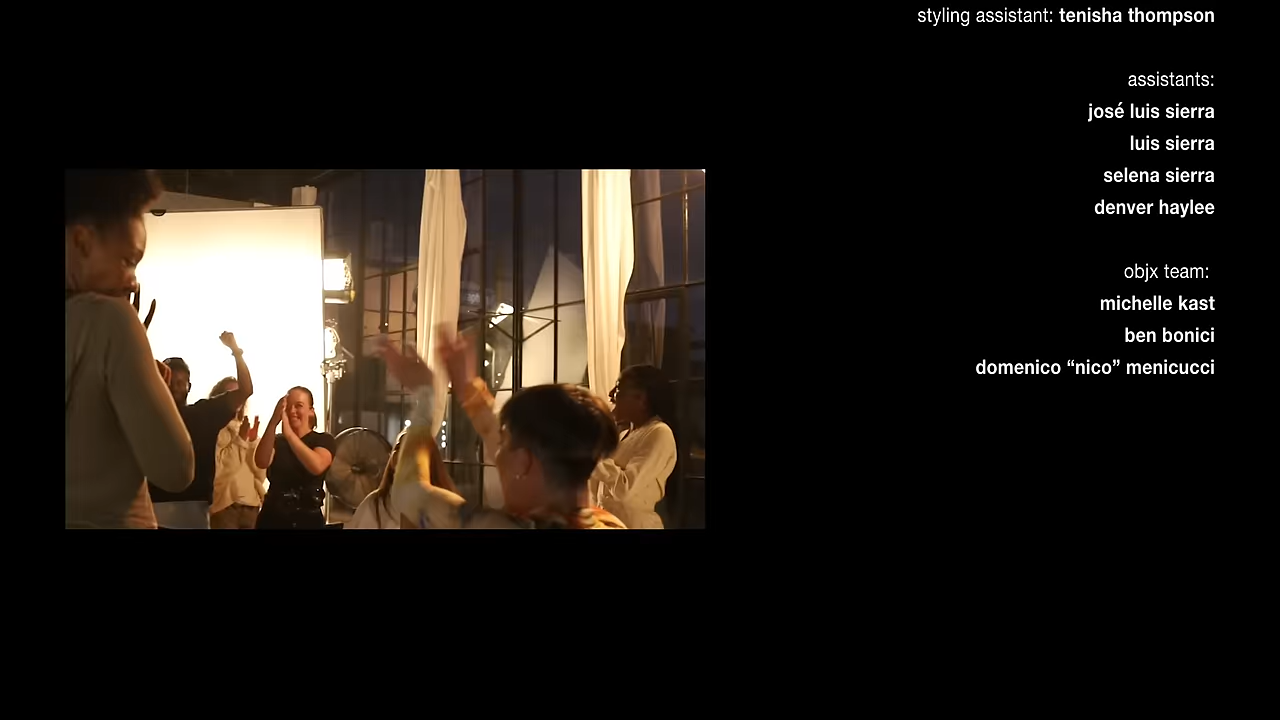 styling assistant: tenisha thompson
assistants:
josé luis sierra
luis sierra
selena sierra
denver haylee
objx team:
michelle kast
ben bonici
domenico “nico” menicucci